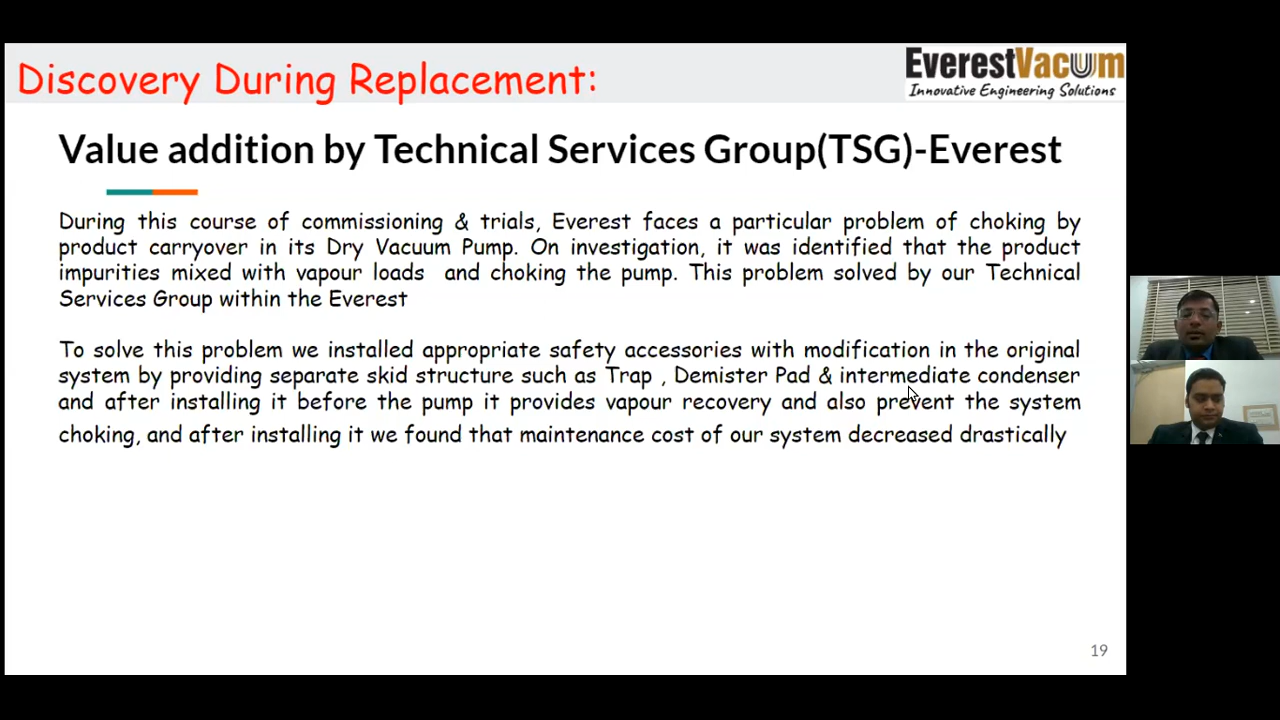 Discovery During Replacement:
EverestVacuum
Innovative Engineering Solutions
Value addition by Technical Services Group(TSG)-Everest
During this course of commissioning & trials, Everest faces a particular problem of choking by
product carryover in its Dry Vacuum Pump. On investigation, it was identified that the product
impurities mixed with vapour loads and choking the pump. This problem solved by our Technical
Services Group within the Everest
To solve this problem we installed appropriate safety accessories with modification in the original
system by providing separate skid structure such as Trap , Demister Pad & intermediate condenser
and after installing it before the pump it provides vapour recovery and also prevent the system
choking, and after installing it we found that maintenance cost of our system decreased drastically
19